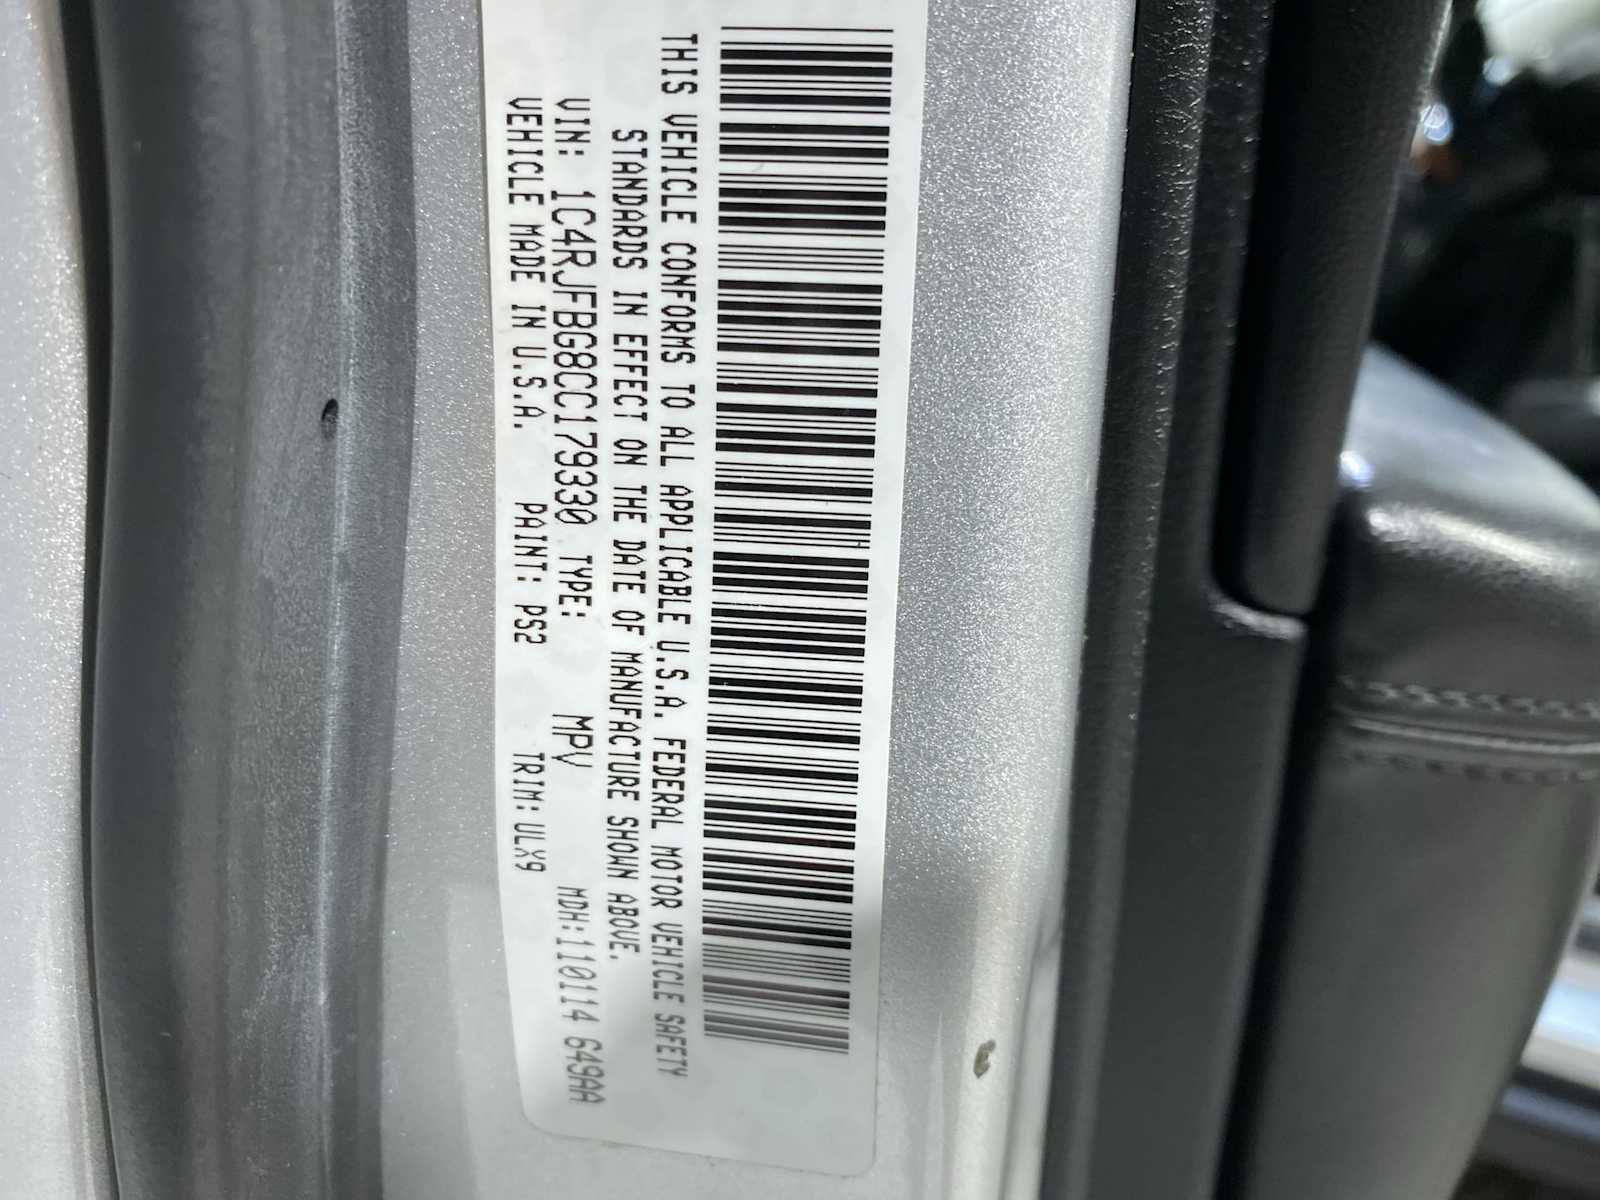 THIS VEHICLE CONFORMS TO ALL APPLICABLE U.S.A. FEDERAL MOTOR VEHICLE SAFETY
STANDARDS IN EFFECT ON THE DATE OF MANUFACTURE SHOWN ABOVE.
VIN: 1C4RJFBG8CC179330 TYPE: MPV MDH:110114 649AA
VEHICLE MADE IN U.S.A. PAINT: PS2 TRIM:ULX9